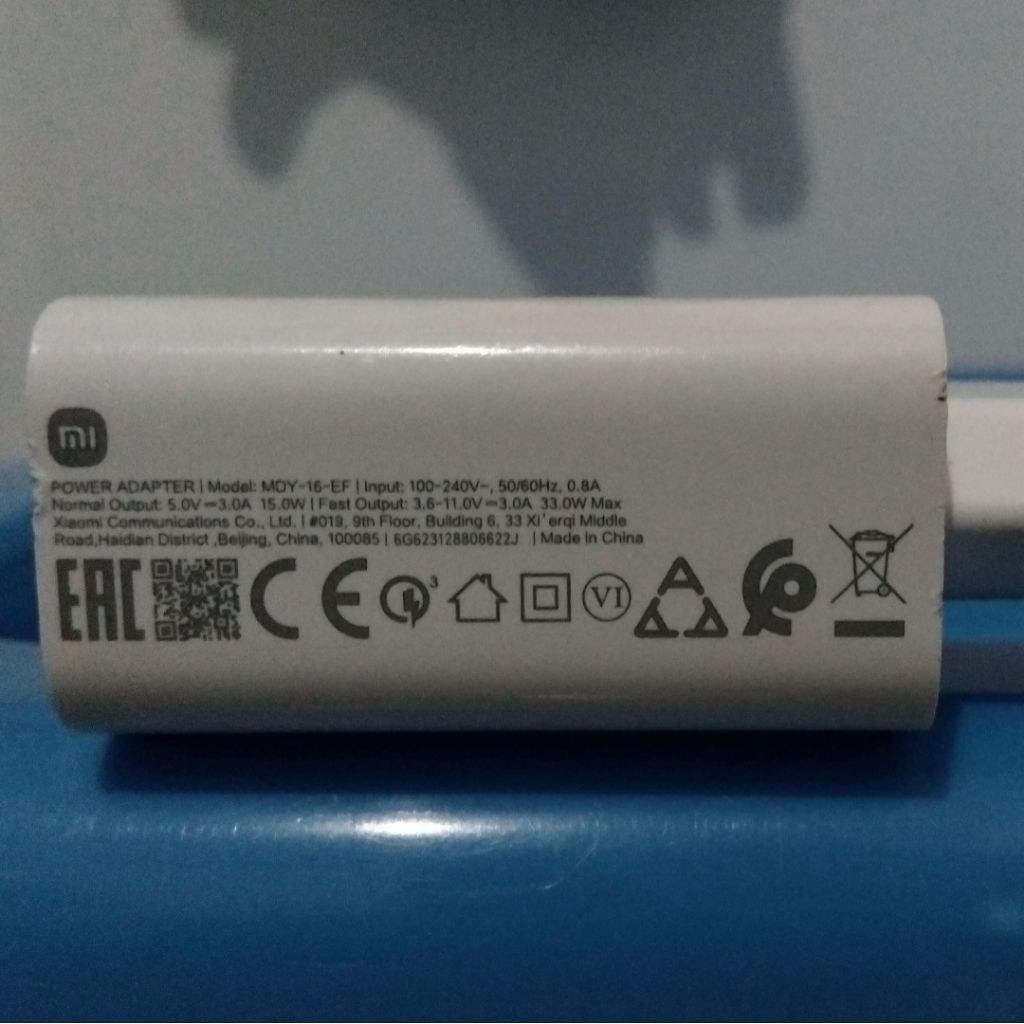 mi
POWER ADAPTER | Model: MDY-16-EF | Input: 100-240V~, 50/60Hz, 0.8A
Normal Output: 5.0V⎓3.0A 15.0W | Fast Output: 3.6-11.0V⎓3.0A 33.0W Max
Xiaomi Communications Co., Ltd. | #019, 9th Floor, Building 6, 33 Xi'erqi Middle
Road,Haidian District ,Beijing, China, 100085 | 6G623128806622J | Made in China
EAC CE 3 VI